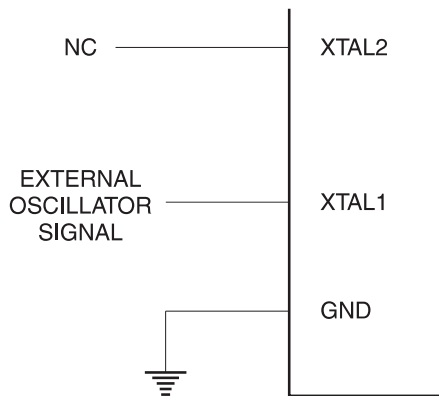 NC
XTAL2
EXTERNAL
OSCILLATOR
SIGNAL
XTAL1
GND